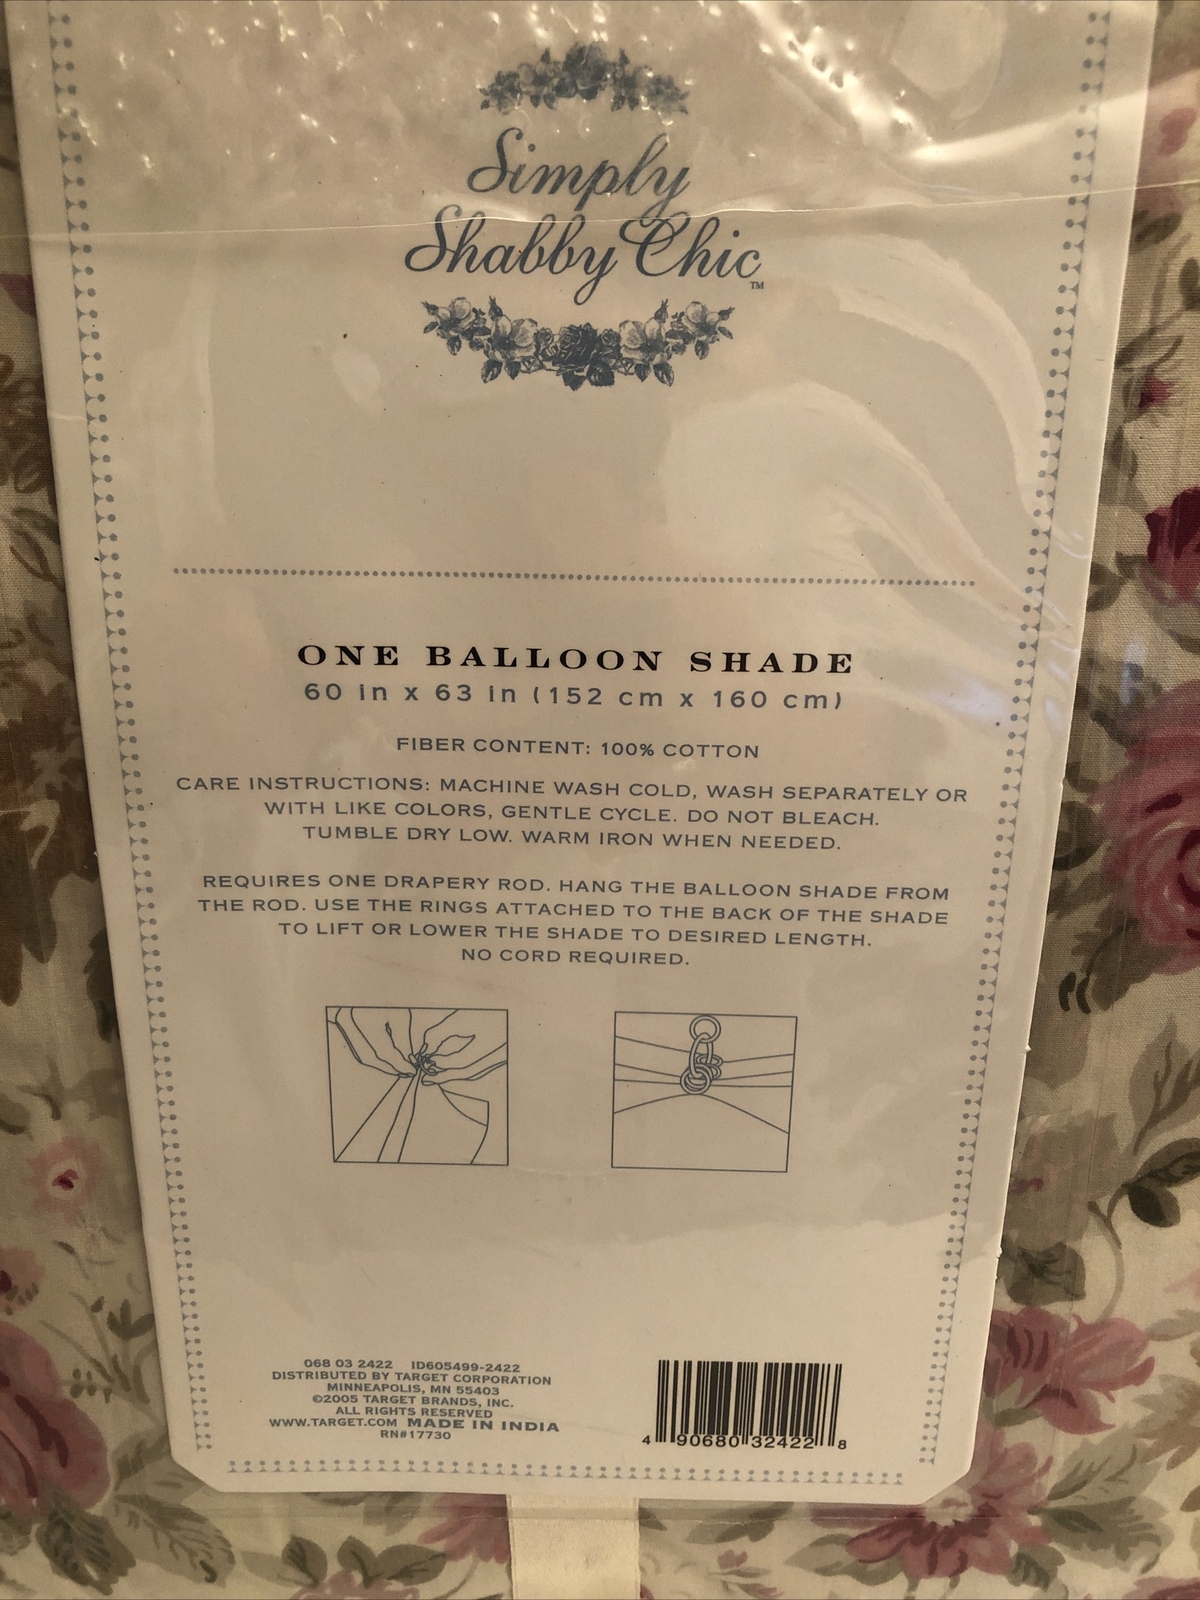 Simply
Shabby Chic™
ONE BALLOON SHADE
60 in x 63 in (152 cm x 160 cm)
FIBER CONTENT: 100% COTTON
CARE INSTRUCTIONS: MACHINE WASH COLD, WASH SEPARATELY OR
WITH LIKE COLORS, GENTLE CYCLE. DO NOT BLEACH.
TUMBLE DRY LOW. WARM IRON WHEN NEEDED.
REQUIRES ONE DRAPERY ROD. HANG THE BALLOON SHADE FROM
THE ROD. USE THE RINGS ATTACHED TO THE BACK OF THE SHADE
TO LIFT OR LOWER THE SHADE TO DESIRED LENGTH.
NO CORD REQUIRED.
068 03 2422 ID605499-2422
DISTRIBUTED BY TARGET CORPORATION
MINNEAPOLIS, MN 55403
©2005 TARGET BRANDS, INC.
ALL RIGHTS RESERVED
WWW.TARGET.COM MADE IN INDIA
RN#17730
4 90680 32422 8